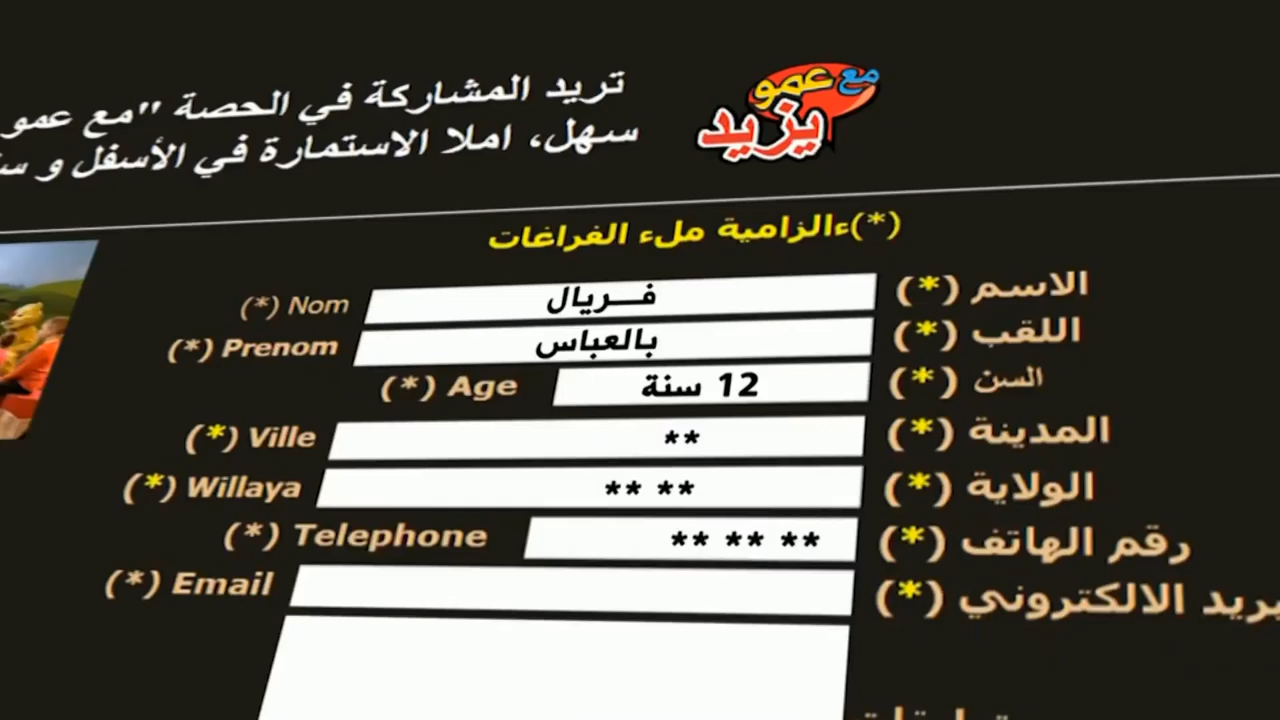 مع عمو يزيد
تريد المشاركة في الحصة "مع عمو
سهل، املا الاستمارة في الأسفل و
(*)ءالزامية ملء الفراغات
الاسم (*) فـــريال Nom (*)
اللقب (*) بالعباس Prenom (*)
السن (*) 12 سنة Age (*)
المدينة (*) ** Ville (*)
الولاية (*) ** ** Willaya (*)
رقم الهاتف (*) ** ** ** Telephone (*)
بريد الالكتروني (*) Email (*)